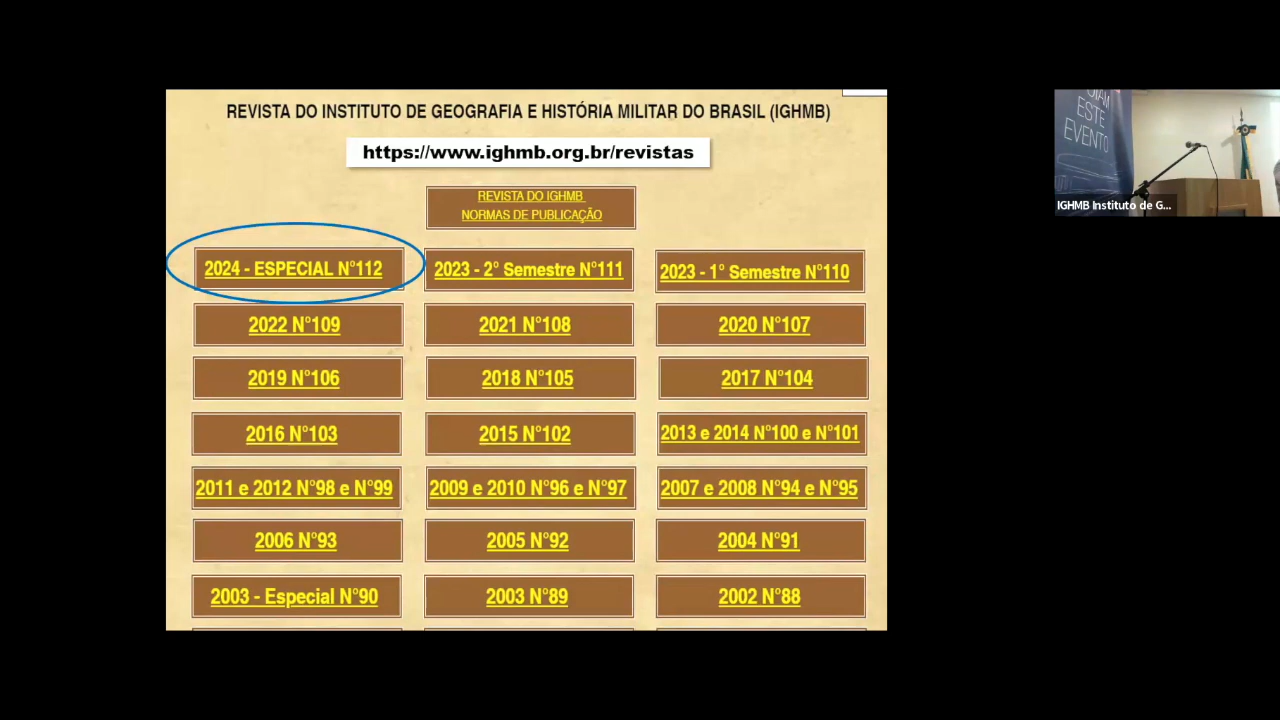 REVISTA DO INSTITUTO DE GEOGRAFIA E HISTÓRIA MILITAR DO BRASIL (IGHMB)
https://www.ighmb.org.br/revistas
REVISTA DO IGHMB
NORMAS DE PUBLICAÇÃO
2024 - ESPECIAL N°112
2023 - 2° Semestre N°111
2023 - 1° Semestre N°110
2022 N°109
2021 N°108
2020 N°107
2019 N°106
2018 N°105
2017 N°104
2016 N°103
2015 N°102
2013 e 2014 N°100 e N°101
2011 e 2012 N°98 e N°99
2009 e 2010 N°96 e N°97
2007 e 2008 N°94 e N°95
2006 N°93
2005 N°92
2004 N°91
2003 - Especial N°90
2003 N°89
2002 N°88
ESTE
EVENTO
IGHMB Instituto de G...